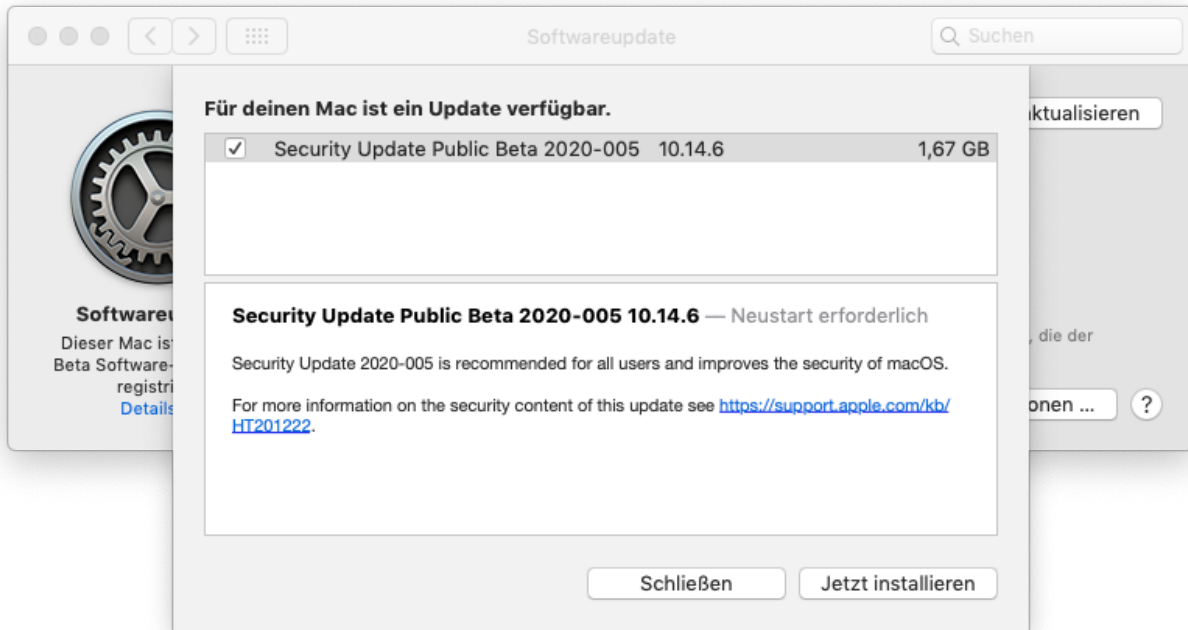 Softwareupdate
Suchen
Für deinen Mac ist ein Update verfügbar.
ktualisieren
Security Update Public Beta 2020-005 10.14.6 1,67 GB
Softwareu
Dieser Mac is
Beta Software-
registri
Details
Security Update Public Beta 2020-005 10.14.6 — Neustart erforderlich
Security Update 2020-005 is recommended for all users and improves the security of macOS.
For more information on the security content of this update see https://support.apple.com/kb/
HT201222.
, die der
onen ...
?
Schließen
Jetzt installieren